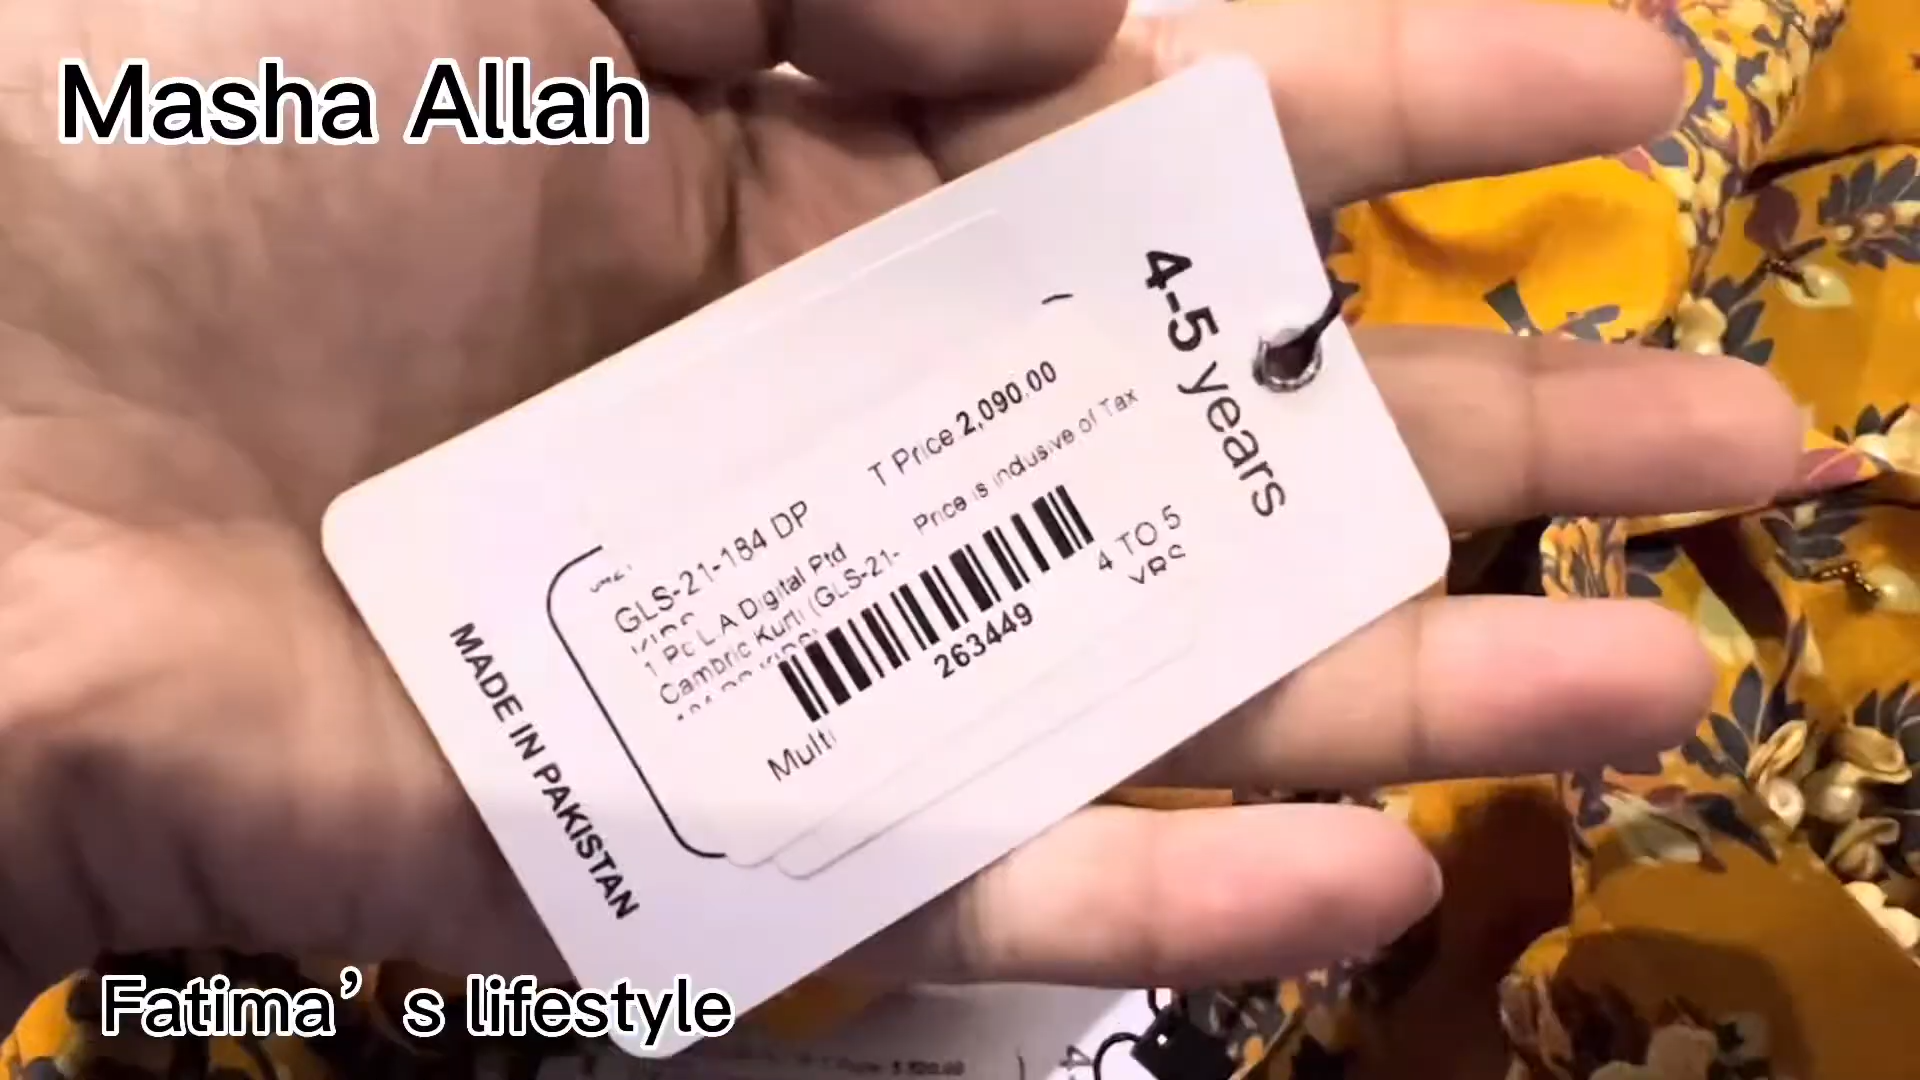 Masha Allah
4-5 years
T Price 2,090.00
Price is inclusive of Tax
GLS-21-184 DP
1 Pc L.A Digital Ptd
Cambric Kurti (GLS-21-
4 TO 5
YRS
263449
Multi
MADE IN PAKISTAN
Fatima’s lifestyle